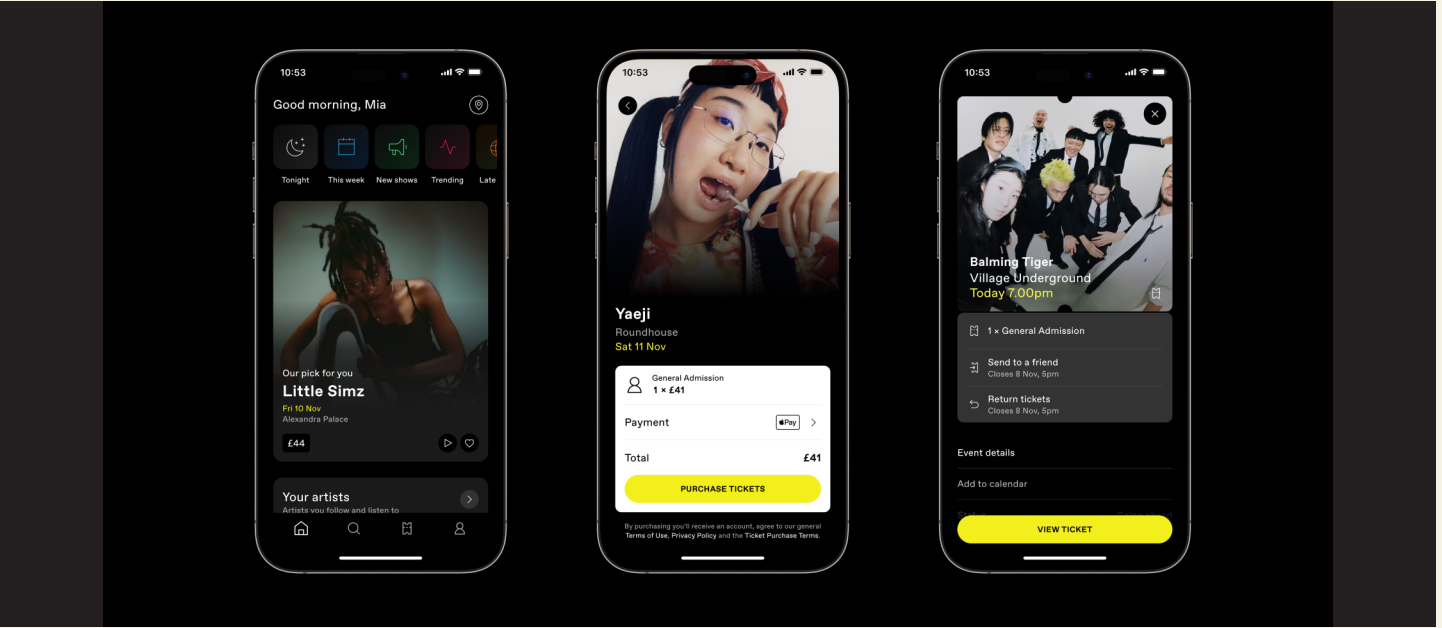 10:53
Good morning, Mia
Tonight
This week
New shows
Trending
Late
Our pick for you
Little Simz
Fri 10 Nov
Alexandra Palace
£44
Your artists
Artists you follow and listen to
10:53
Yaeji
Roundhouse
Sat 11 Nov
General Admission
1 × £41
Payment
Pay
Total
£41
PURCHASE TICKETS
By purchasing you'll receive an account, agree to our general
Terms of Use, Privacy Policy and the Ticket Purchase Terms.
10:53
Balming Tiger
Village Underground
Today 7.00pm
1 × General Admission
Send to a friend
Closes 8 Nov, 5pm
Return tickets
Closes 8 Nov, 5pm
Event details
Add to calendar
Status
VIEW TICKET